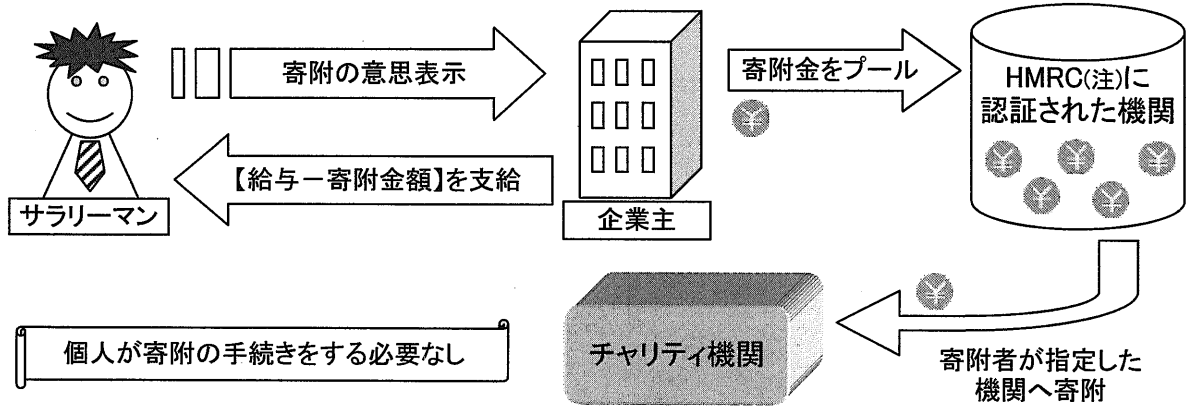 寄附の意思表示
寄附金をプール
HMRC(注)に
認証された機関
¥
¥ ¥ ¥
¥ ¥
【給与－寄附金額】を支給
サラリーマン
企業主
¥
チャリティ機関
個人が寄附の手続きをする必要なし
寄附者が指定した
機関へ寄附